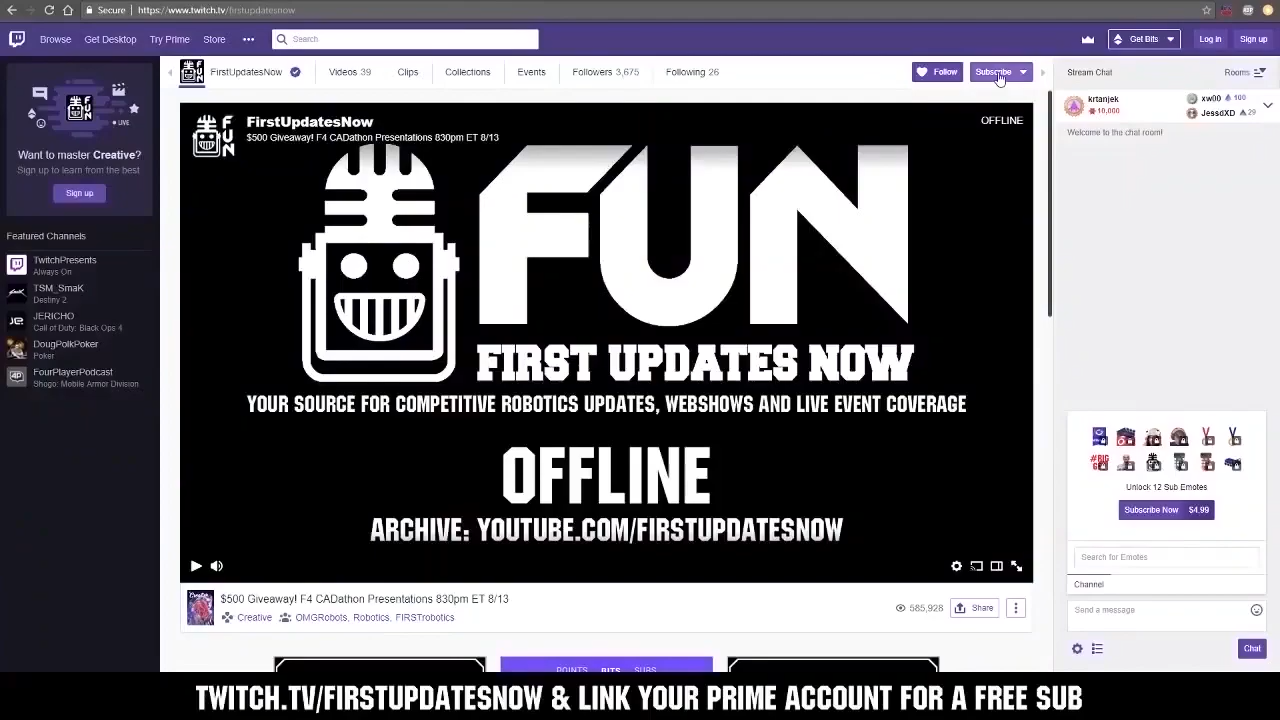 Secure
https://www.twitch.tv/firstupdatesnow
Browse
Get Desktop
Try Prime
Store
Search
Get Bits
Log in
Sign up
FUN
LIVE
Want to master Creative?
Sign up to learn from the best
Sign up
Featured Channels
TwitchPresents
Always On
TSM_SmaK
Destiny 2
JERICHO
Call of Duty: Black Ops 4
DougPolkPoker
Poker
FourPlayerPodcast
Shogo: Mobile Armor Division
FUN
FirstUpdatesNow
Videos 39
Clips
Collections
Events
Followers 3,675
Following 26
Follow
Subscribe
FUN
FirstUpdatesNow
$500 Giveaway! F4 CADathon Presentations 830pm ET 8/13
OFFLINE
FUN
FIRST UPDATES NOW
YOUR SOURCE FOR COMPETITIVE ROBOTICS UPDATES, WEBSHOWS AND LIVE EVENT COVERAGE
OFFLINE
ARCHIVE: YOUTUBE.COM/FIRSTUPDATESNOW
$500 Giveaway! F4 CADathon Presentations 830pm ET 8/13
Creative
OMGRobots, Robotics, FIRSTrobotics
585,928
Share
POINTS
BITS
SUBS
Stream Chat
Rooms
krtanjek
10,000
xw00
100
JessdXD
29
Welcome to the chat room!
Unlock 12 Sub Emotes
Subscribe Now $4.99
Search for Emotes
Channel
Send a message
Chat
TWITCH.TV/FIRSTUPDATESNOW & LINK YOUR PRIME ACCOUNT FOR A FREE SUB